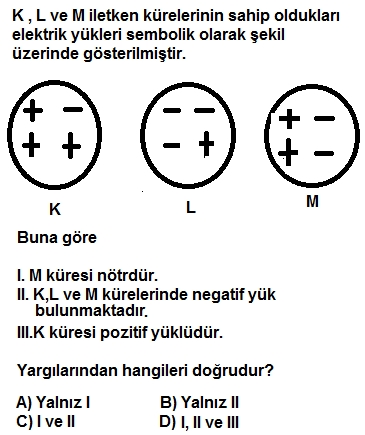 K , L ve M iletken kürelerinin sahip oldukları
elektrik yükleri sembolik olarak şekil
üzerinde gösterilmiştir.
+ − − − + −
+ + − + + −
K L M
Buna göre
I. M küresi nötrdür.
II. K,L ve M kürelerinde negatif yük
bulunmaktadır.
III.K küresi pozitif yüklüdür.
Yargılarından hangileri doğrudur?
A) Yalnız I B) Yalnız II
C) I ve II D) I, II ve III